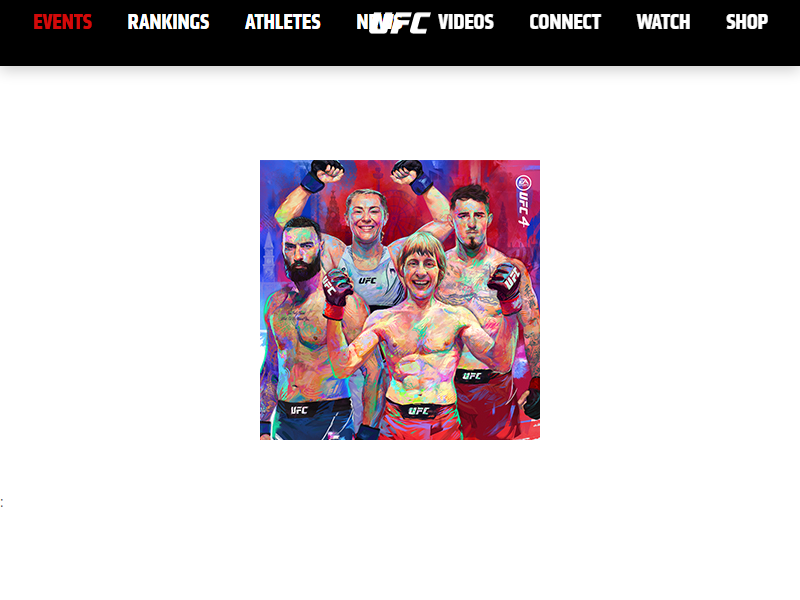 EVENTS RANKINGS ATHLETES UFC VIDEOS CONNECT WATCH SHOP
UFC 4
UFC
UFC
UFC
UFC
UFC
UFC
: